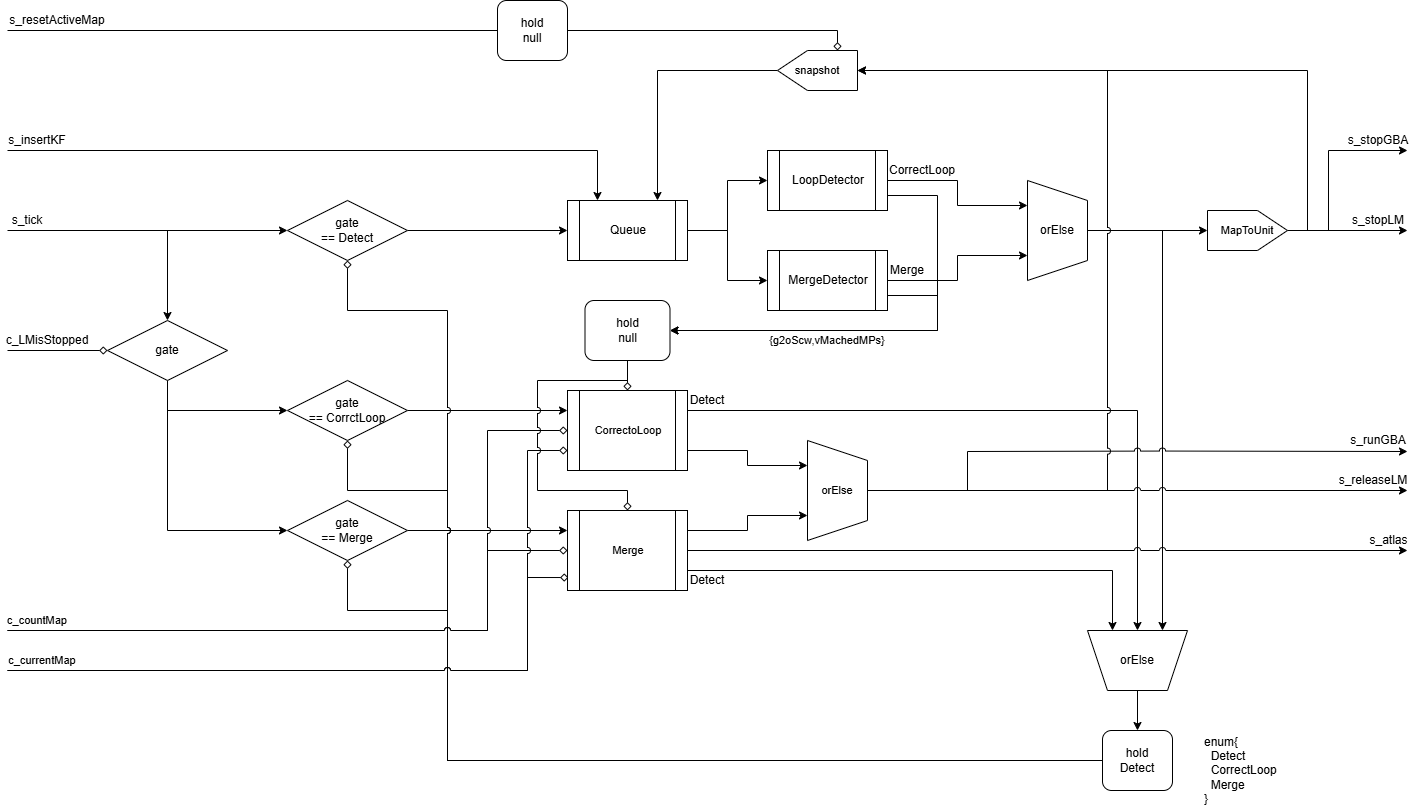 s_resetActiveMap
hold
null
snapshot
s_insertKF
s_stopGBA
LoopDetector
CorrectLoop
s_tick
gate
== Detect
Queue
orElse
MapToUnit
s_stopLM
MergeDetector
Merge
hold
null
c_LMisStopped
gate
{g2oScw,vMachedMPs}
gate
== CorrctLoop
CorrectoLoop
Detect
s_runGBA
orElse
s_releaseLM
gate
== Merge
Merge
s_atlas
Detect
c_countMap
c_currentMap
orElse
hold
Detect
enum{
Detect
CorrectLoop
Merge
}